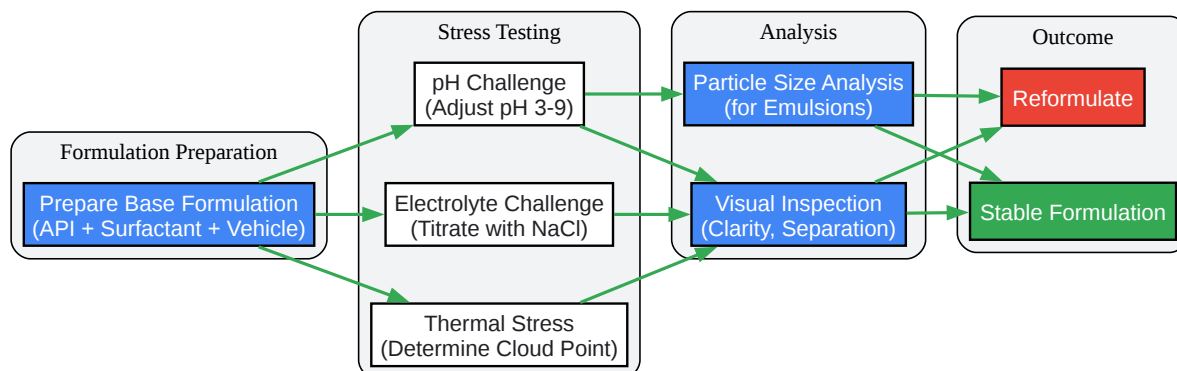 Formulation Preparation
Prepare Base Formulation
(API + Surfactant + Vehicle)
Stress Testing
pH Challenge
(Adjust pH 3-9)
Electrolyte Challenge
(Titrate with NaCl)
Thermal Stress
(Determine Cloud Point)
Analysis
Particle Size Analysis
(for Emulsions)
Visual Inspection
(Clarity, Separation)
Outcome
Reformulate
Stable Formulation